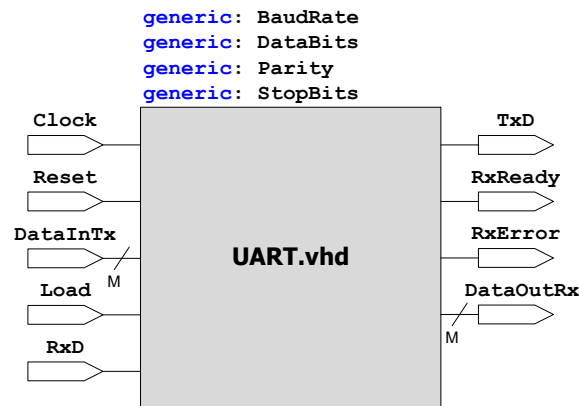 generic: BaudRate
generic: DataBits
generic: Parity
generic: StopBits
Clock
TxD
Reset
RxReady
DataInTx
M
UART.vhd
RxError
Load
DataOutRx
M
RxD